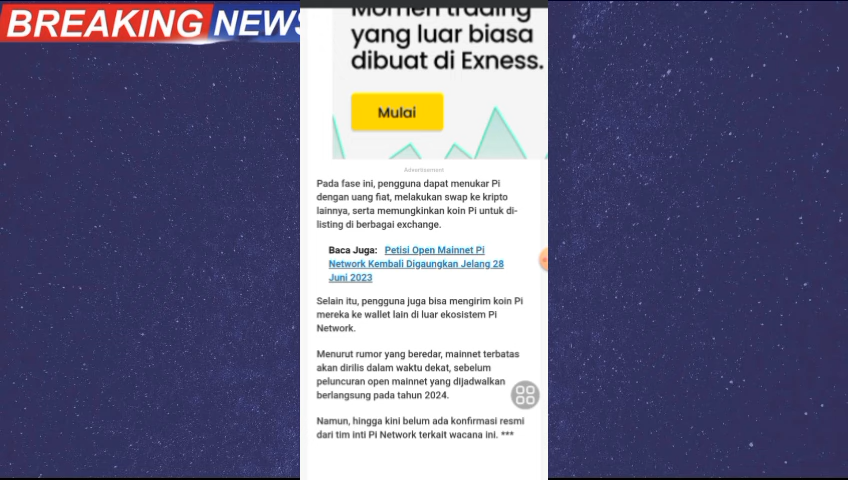 BREAKING NEWS
Momen trading
yang luar biasa
dibuat di Exness.
Mulai
Advertisement
Pada fase ini, pengguna dapat menukar Pi
dengan uang fiat, melakukan swap ke kripto
lainnya, serta memungkinkan koin Pi untuk di-
listing di berbagai exchange.
Baca Juga: Petisi Open Mainnet Pi
Network Kembali Digaungkan Jelang 28
Juni 2023
Selain itu, pengguna juga bisa mengirim koin Pi
mereka ke wallet lain di luar ekosistem Pi
Network.
Menurut rumor yang beredar, mainnet terbatas
akan dirilis dalam waktu dekat, sebelum
peluncuran open mainnet yang dijadwalkan
berlangsung pada tahun 2024.
Namun, hingga kini belum ada konfirmasi resmi
dari tim inti Pi Network terkait wacana ini. ***